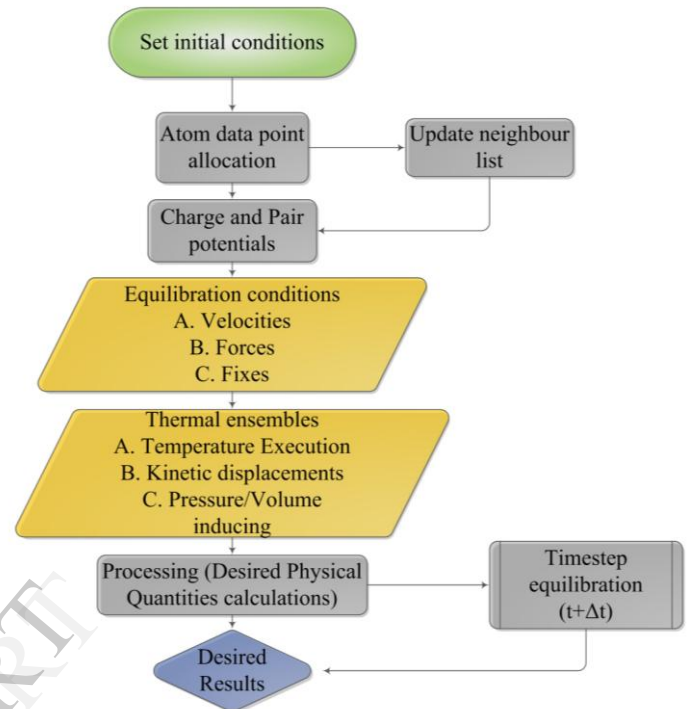 Set initial conditions
Atom data point
allocation
Update neighbour
list
Charge and Pair
potentials
Equilibration conditions
A. Velocities
B. Forces
C. Fixes
Thermal ensembles
A. Temperature Execution
B. Kinetic displacements
C. Pressure/Volume
inducing
Processing (Desired Physical
Quantities calculations)
Timestep
equilibration
(t+Δt)
Desired
Results